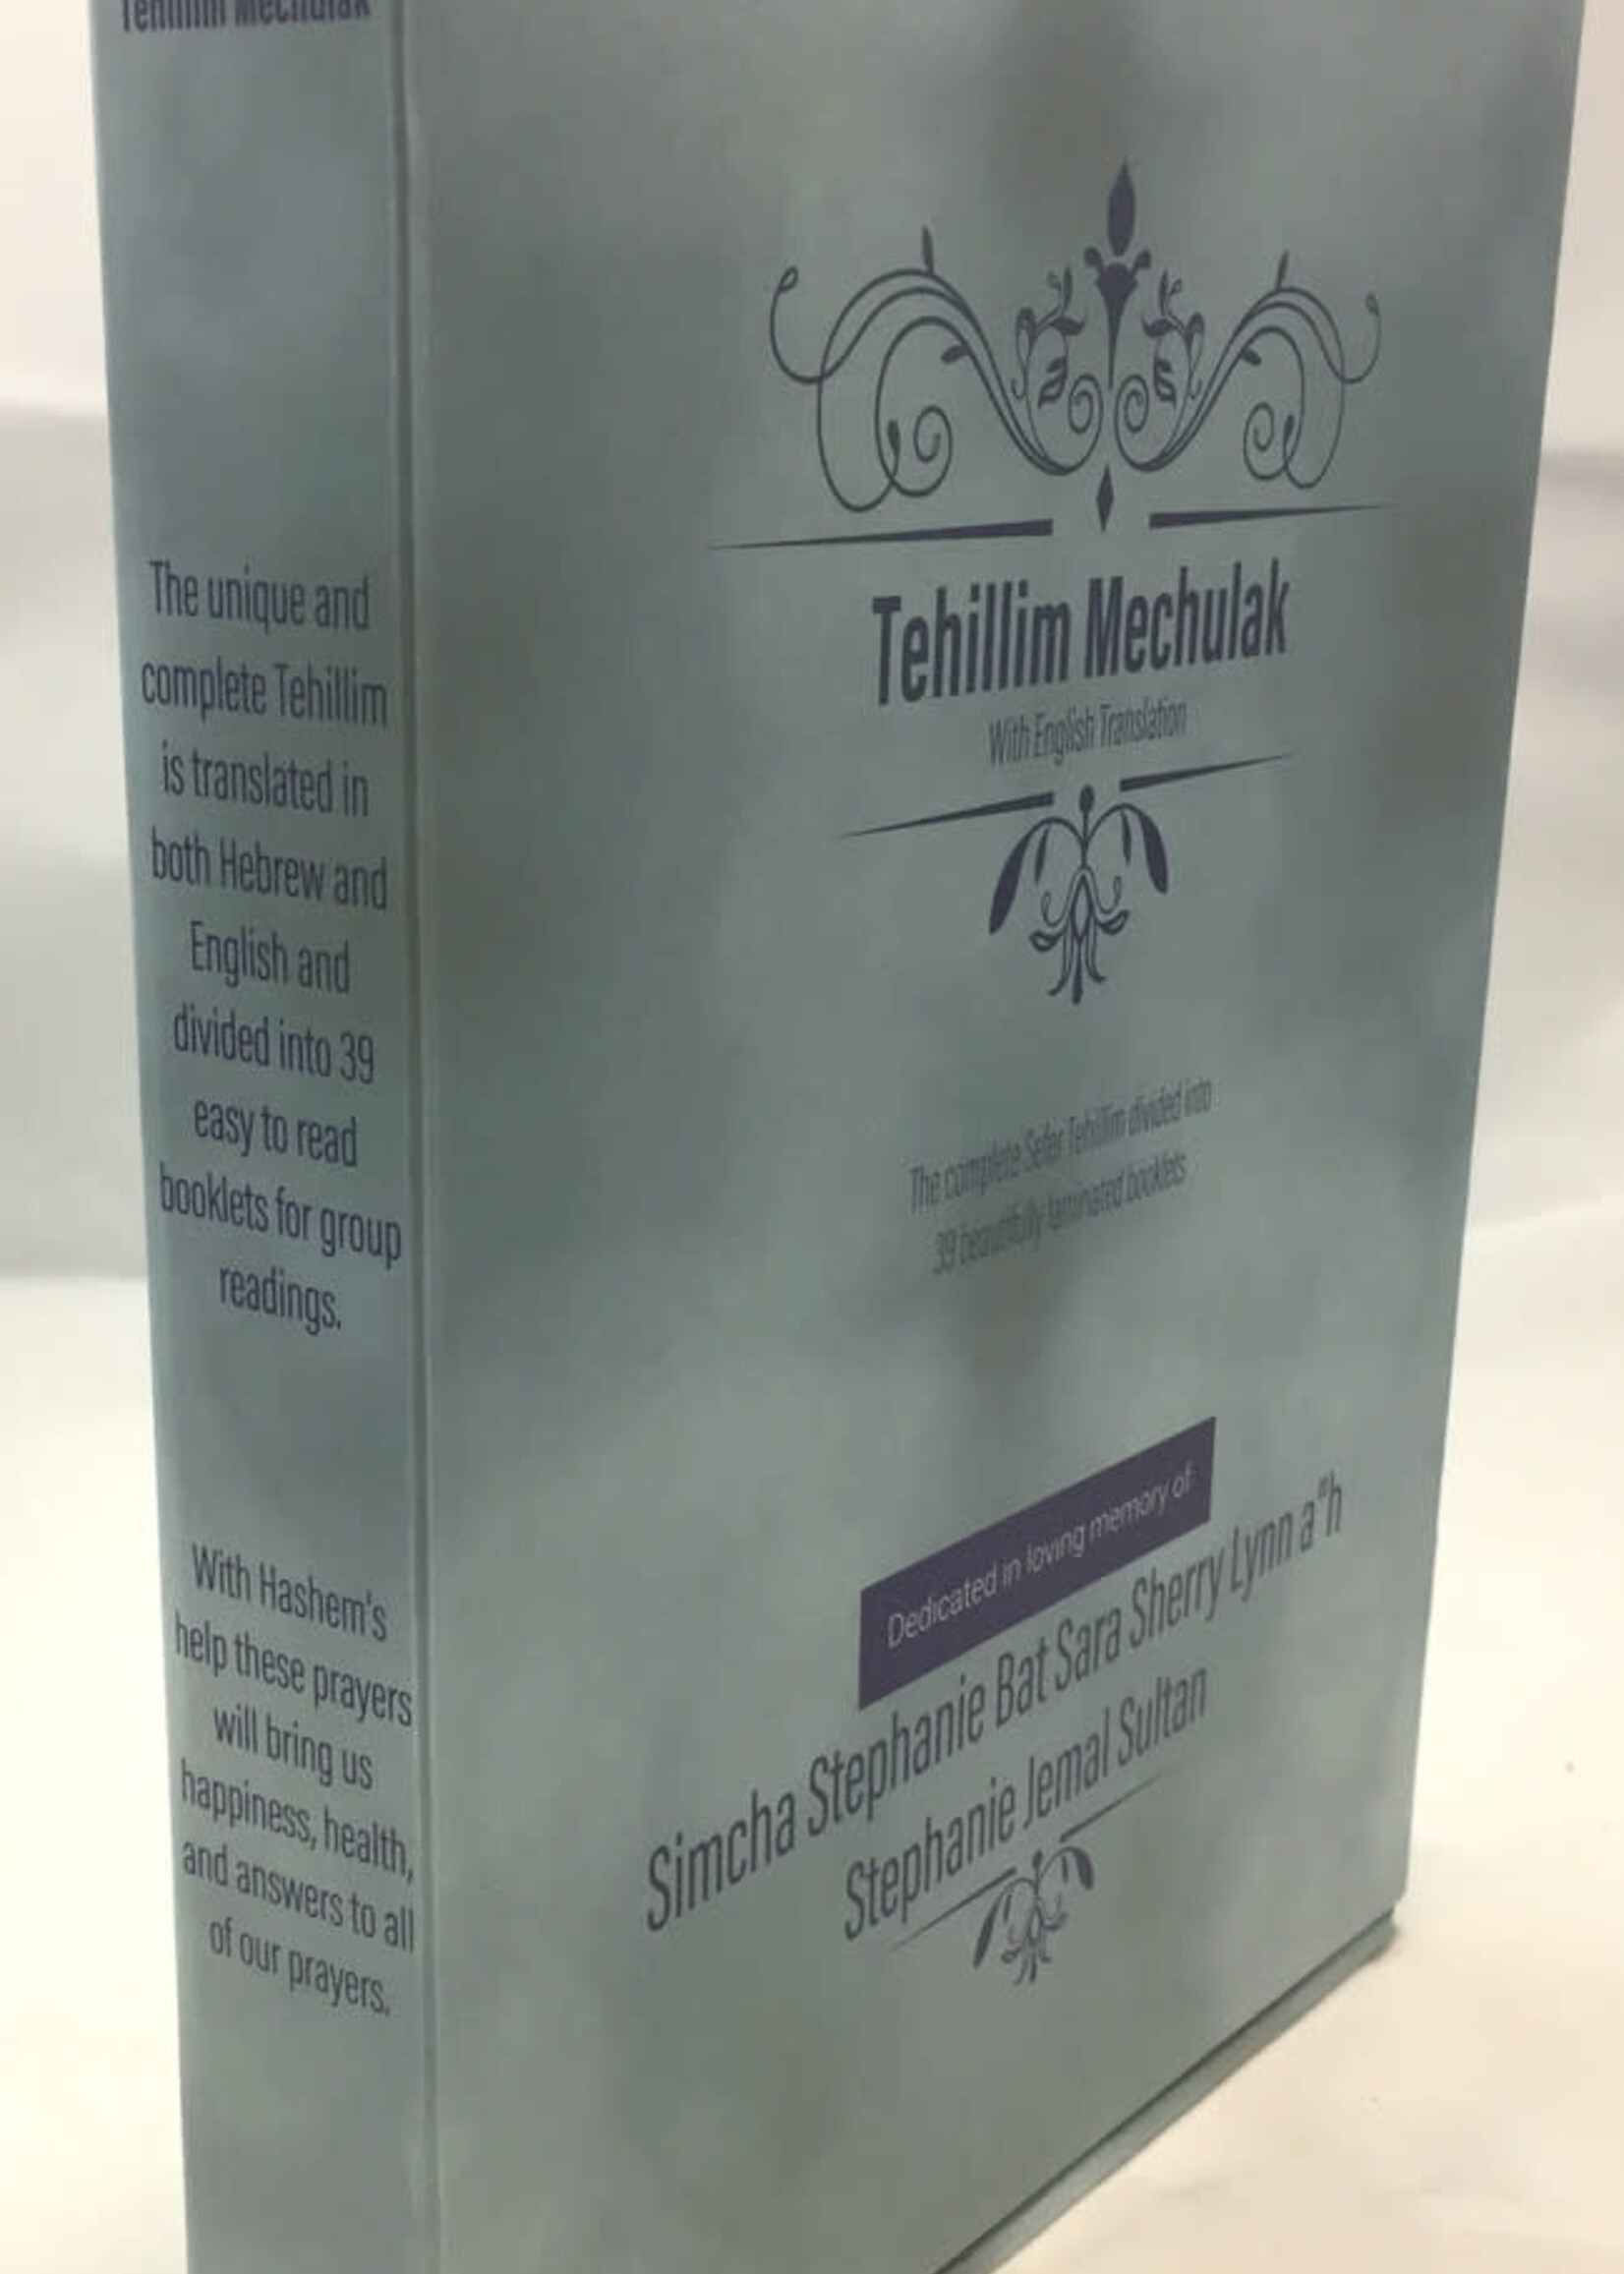 Tehillim Mechulak
The unique and
complete Tehillim
is translated in
both Hebrew and
English and
divided into 39
easy to read
booklets for group
readings.
With Hashem's
help these prayers
will bring us
happiness, health,
and answers to all
of our prayers.
Tehillim Mechulak
With English Translation
The complete Sefer Tehillim divided into
39 beautifully laminated booklets
Dedicated in loving memory of
Simcha Stephanie Bat Sara Sherry Lynn a"h
Stephanie Jemal Sultan